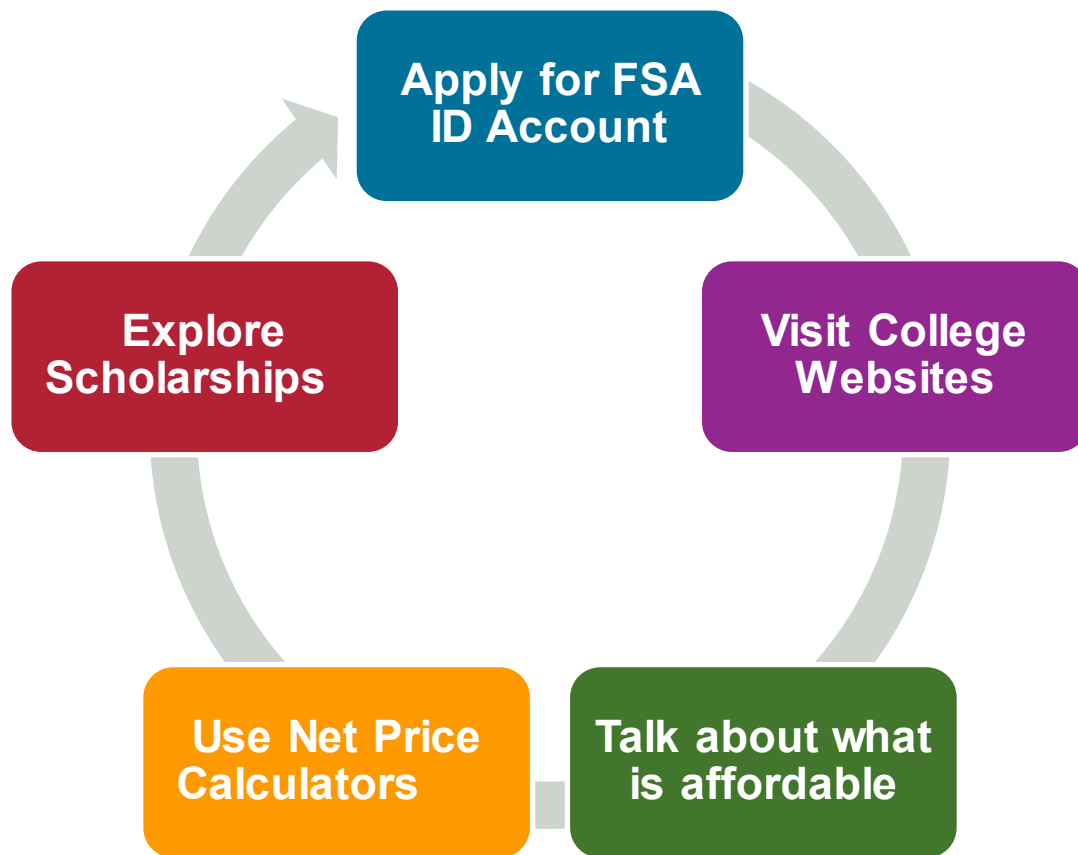 Apply for FSA
ID Account
Visit College
Websites
Talk about what
is affordable
Use Net Price
Calculators
Explore
Scholarships